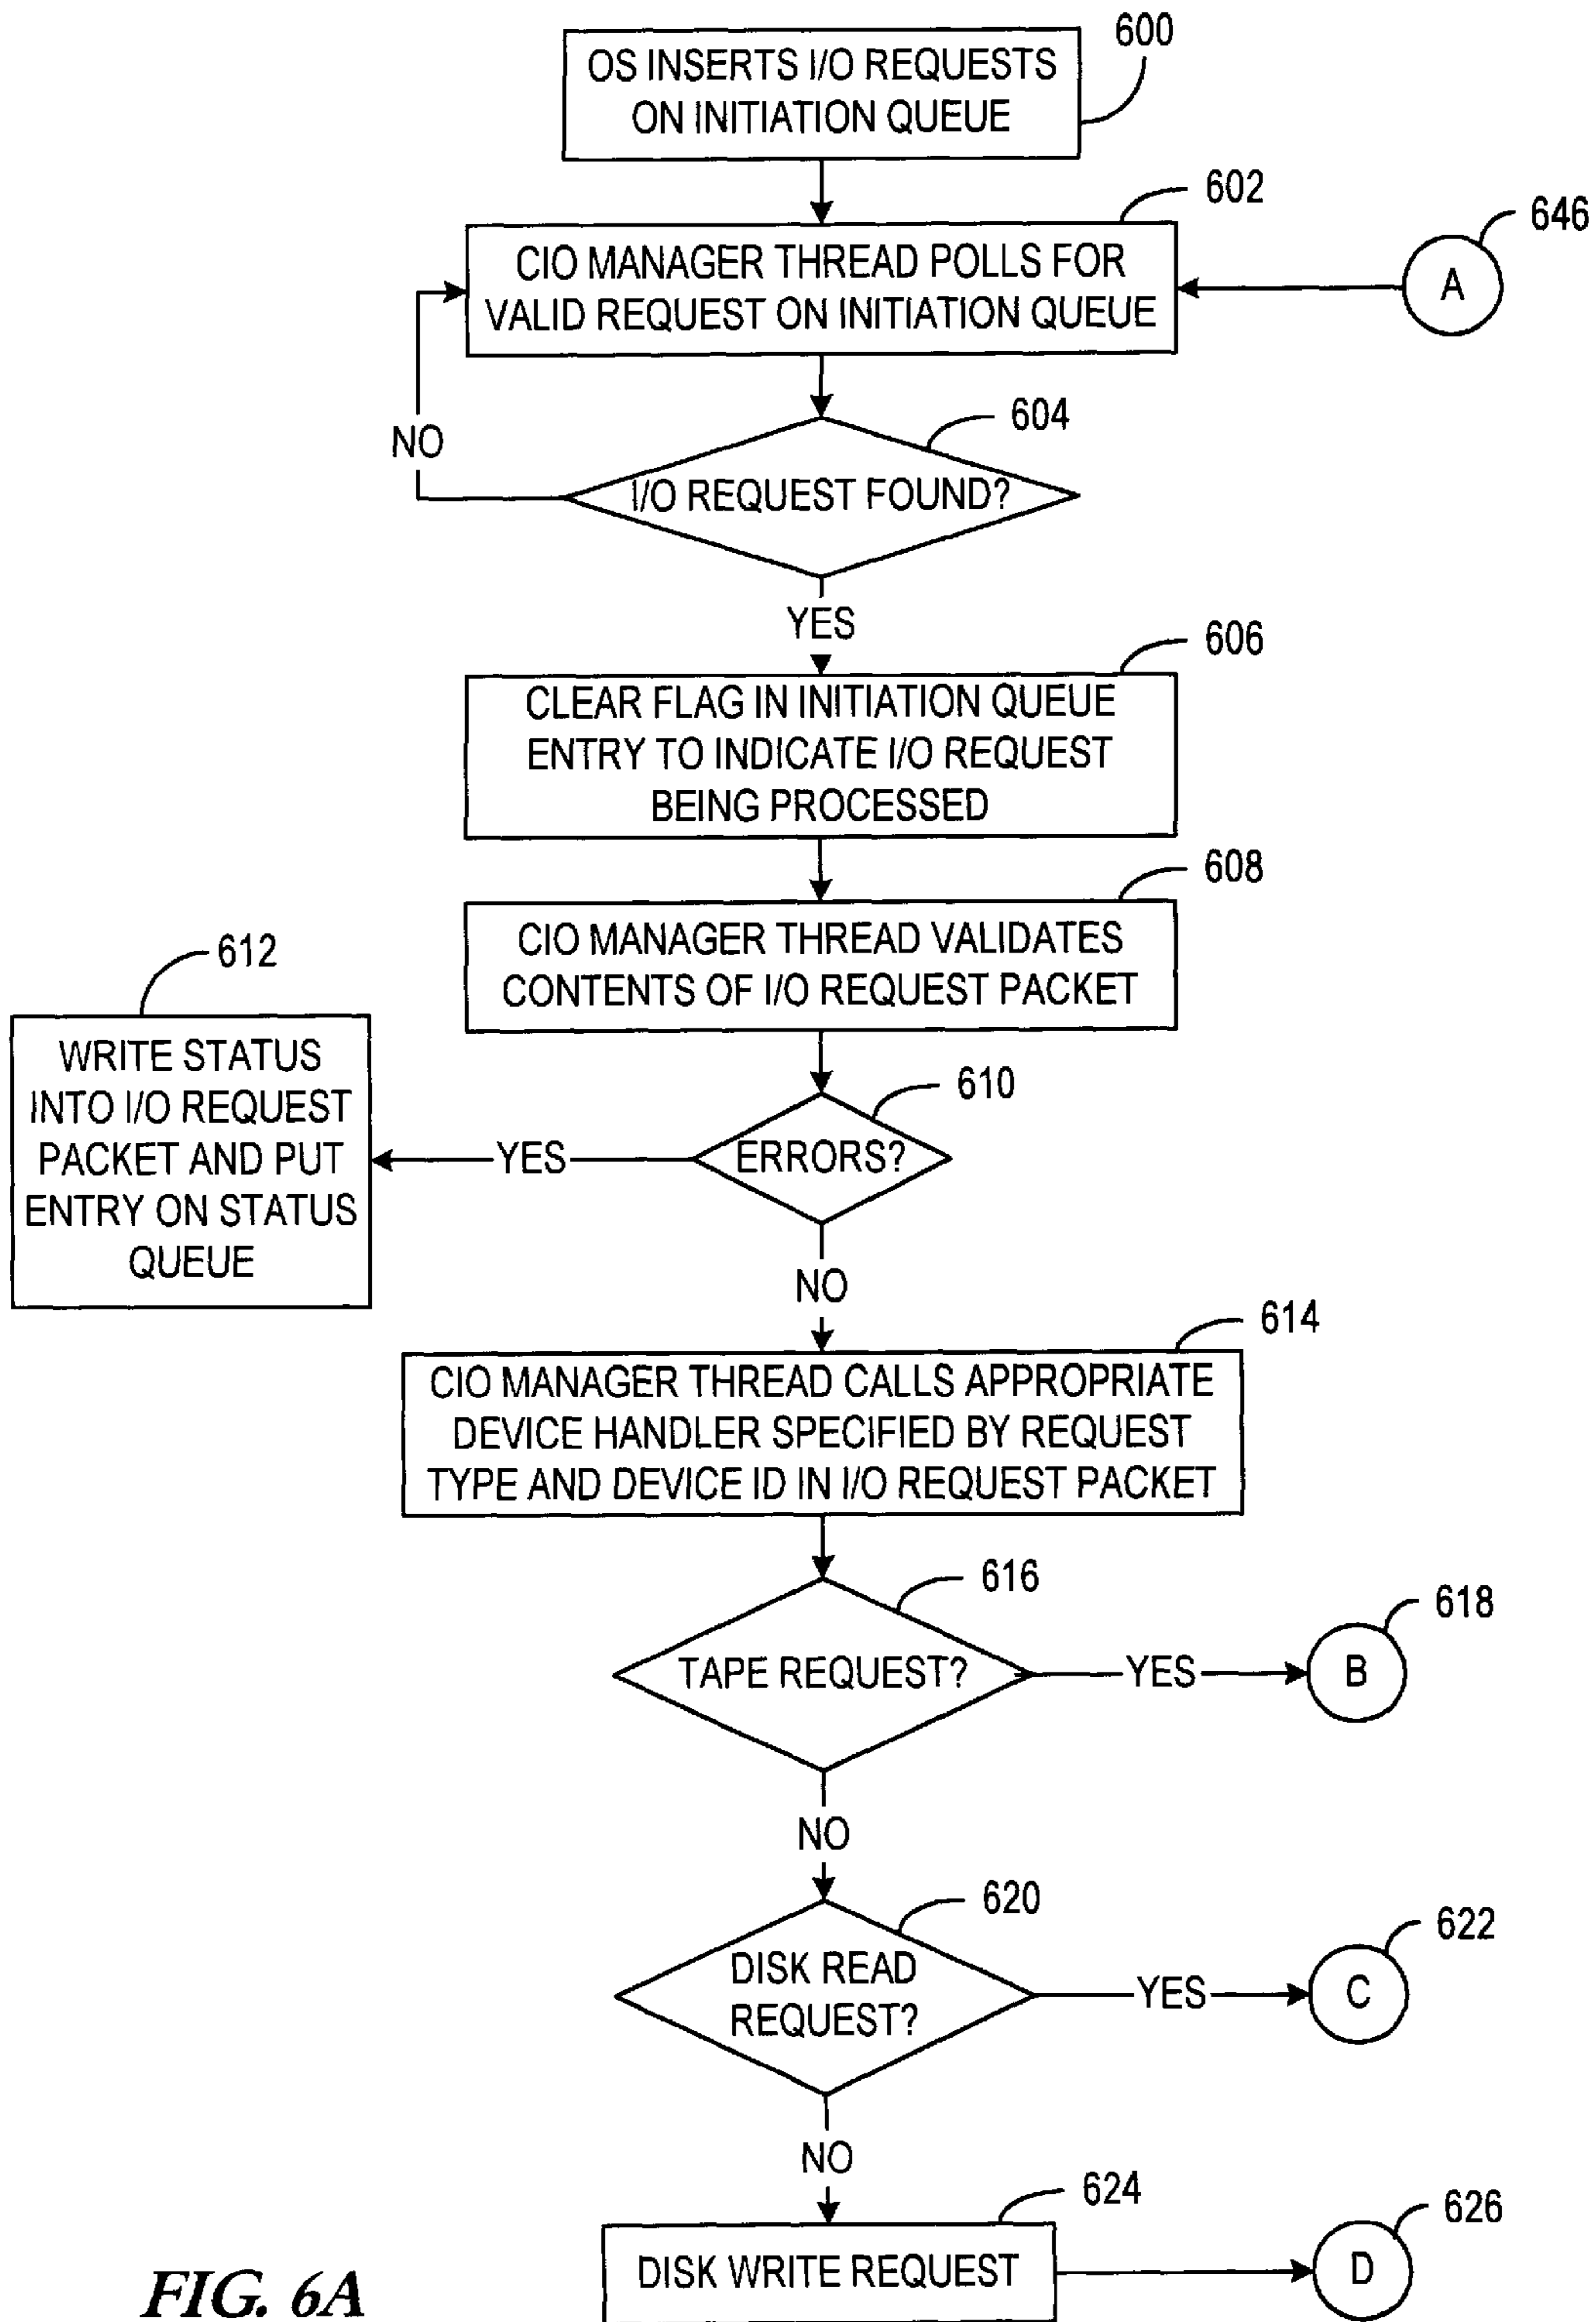 600
OS INSERTS I/O REQUESTS
ON INITIATION QUEUE
602
646
CIO MANAGER THREAD POLLS FOR
VALID REQUEST ON INITIATION QUEUE
A
604
NO
I/O REQUEST FOUND?
YES
606
CLEAR FLAG IN INITIATION QUEUE
ENTRY TO INDICATE I/O REQUEST
BEING PROCESSED
608
CIO MANAGER THREAD VALIDATES
CONTENTS OF I/O REQUEST PACKET
612
WRITE STATUS
INTO I/O REQUEST
PACKET AND PUT
ENTRY ON STATUS
QUEUE
610
YES
ERRORS?
NO
614
CIO MANAGER THREAD CALLS APPROPRIATE
DEVICE HANDLER SPECIFIED BY REQUEST
TYPE AND DEVICE ID IN I/O REQUEST PACKET
616
618
TAPE REQUEST?
YES
B
NO
620
622
DISK READ
REQUEST?
YES
C
NO
624
626
DISK WRITE REQUEST
D
FIG. 6A